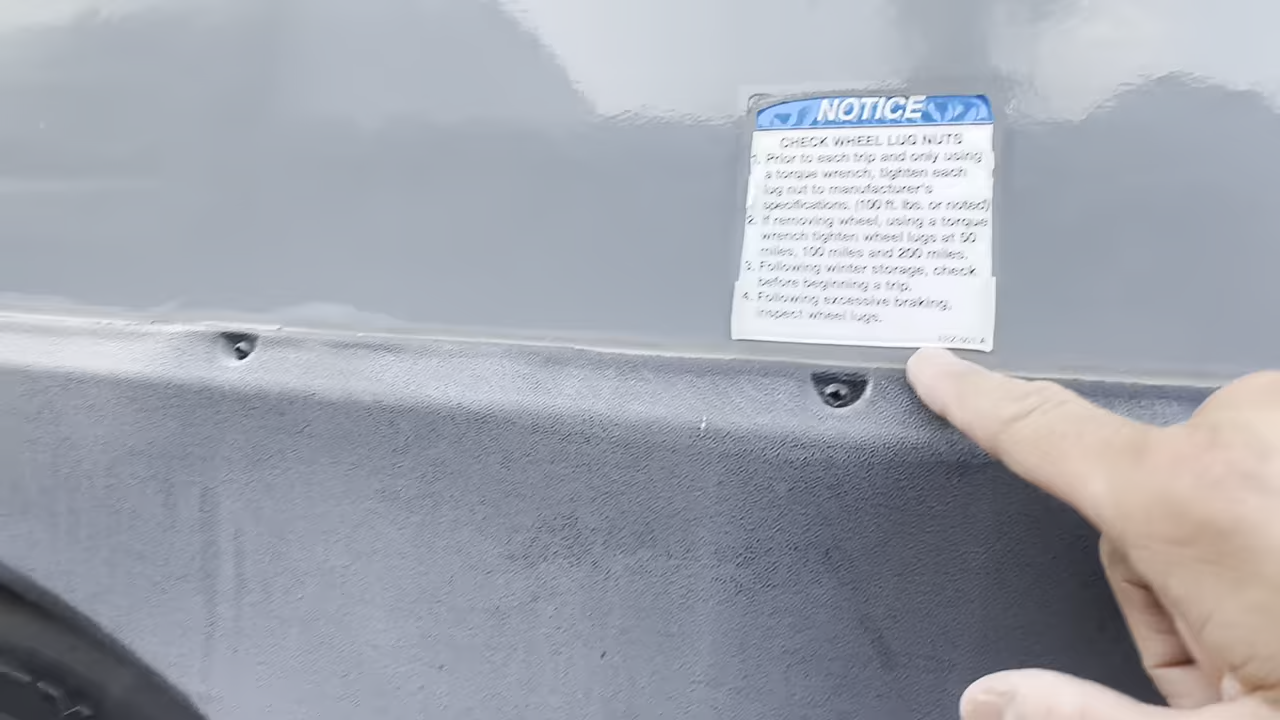 NOTICE
CHECK WHEEL LUG NUTS
1. Prior to each trip and only using
a torque wrench, tighten each
lug nut to manufacturer's
specifications. (100 ft. lbs. or noted)
2. If removing wheel, using a torque
wrench tighten wheel lugs at 50
miles, 100 miles and 200 miles.
3. Following winter storage, check
before beginning a trip.
4. Following excessive braking,
inspect wheel lugs.